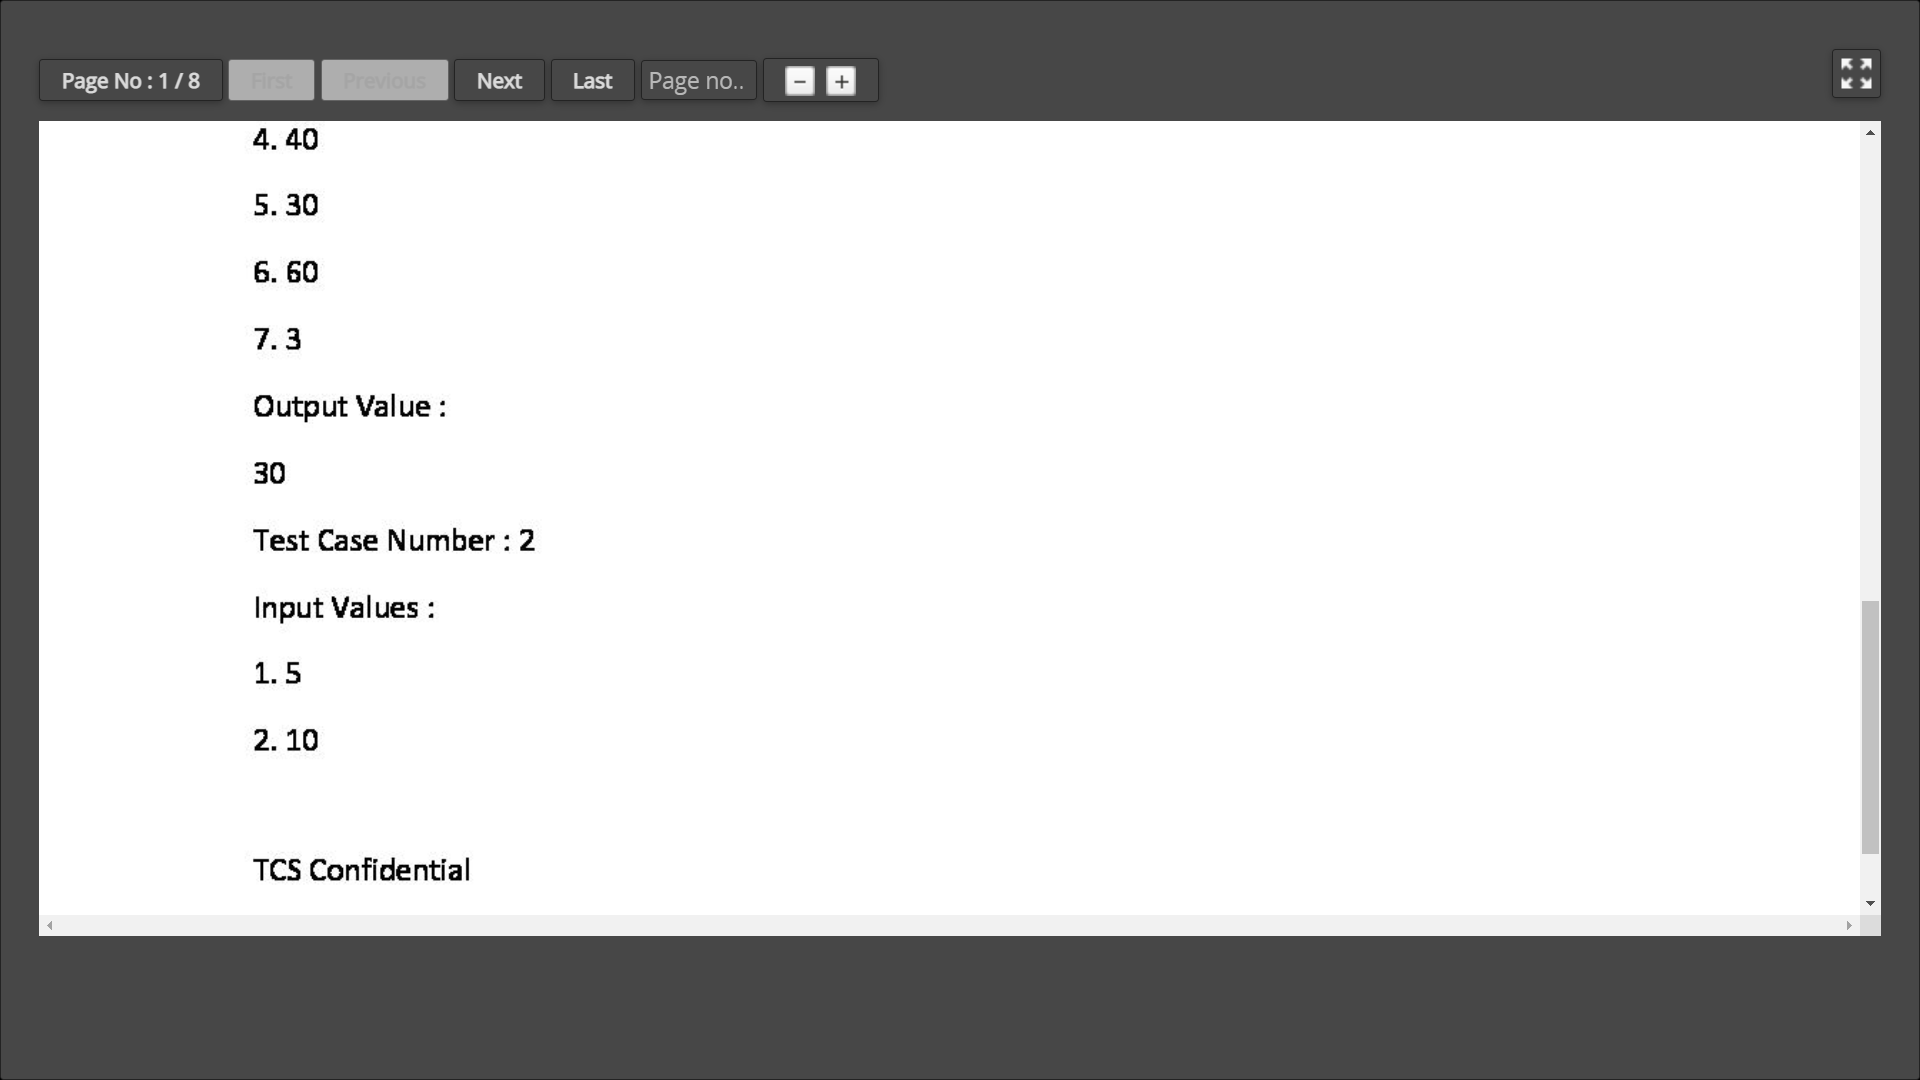 Page No : 1 / 8 First Previous Next Last Page no.. − +
4. 40
5. 30
6. 60
7. 3
Output Value :
30
Test Case Number : 2
Input Values :
1. 5
2. 10
TCS Confidential